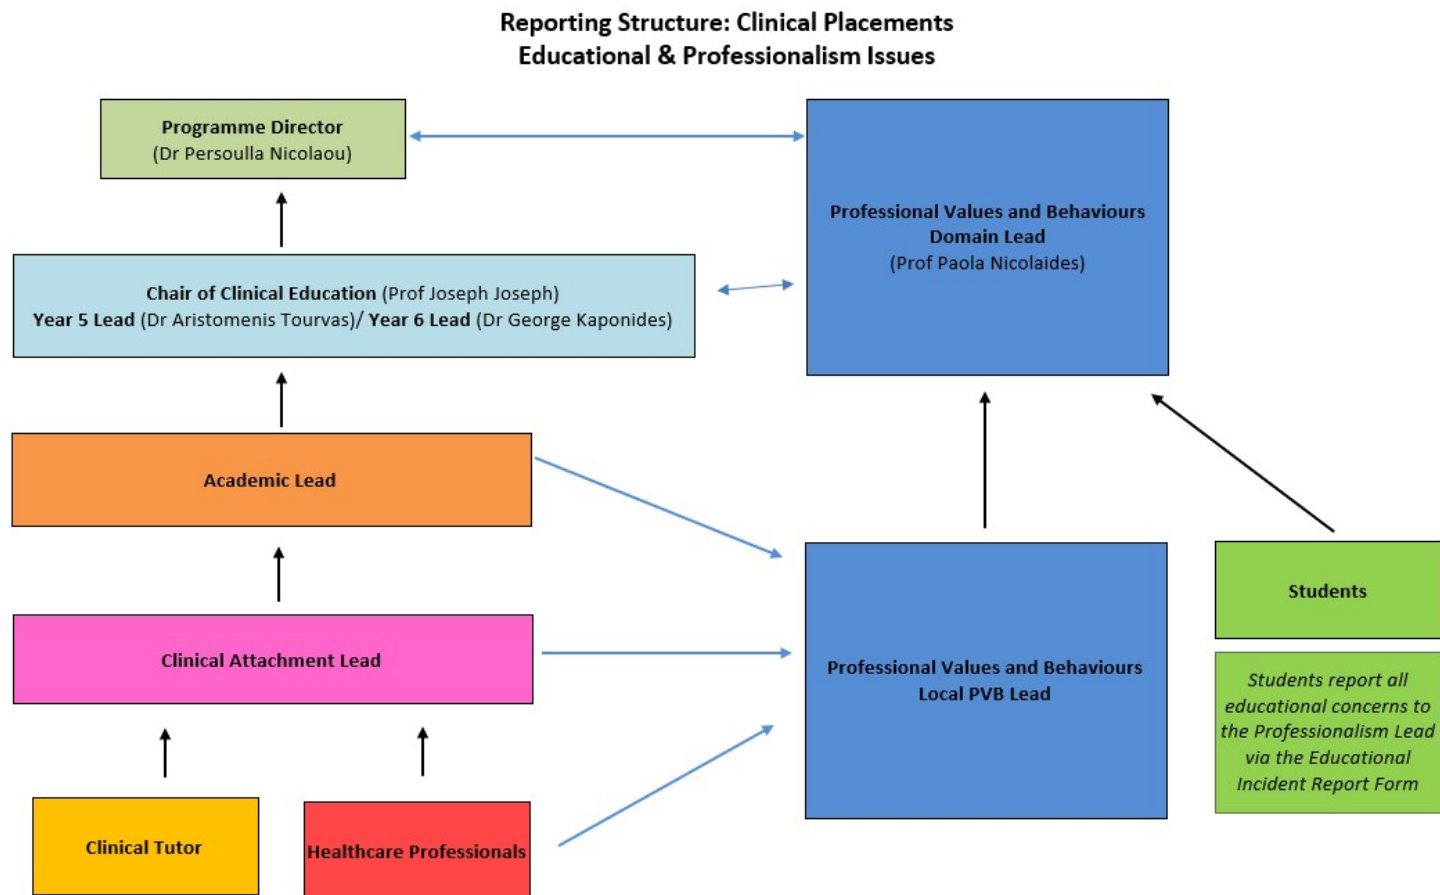 Reporting Structure: Clinical Placements
Educational & Professionalism Issues
Programme Director
(Dr Persoulla Nicolaou)
Professional Values and Behaviours
Domain Lead
(Prof Paola Nicolaides)
Chair of Clinical Education (Prof Joseph Joseph)
Year 5 Lead (Dr Aristomenis Tourvas)/ Year 6 Lead (Dr George Kaponides)
Academic Lead
Clinical Attachment Lead
Professional Values and Behaviours
Local PVB Lead
Students
Students report all
educational concerns to
the Professionalism Lead
via the Educational
Incident Report Form
Clinical Tutor
Healthcare Professionals